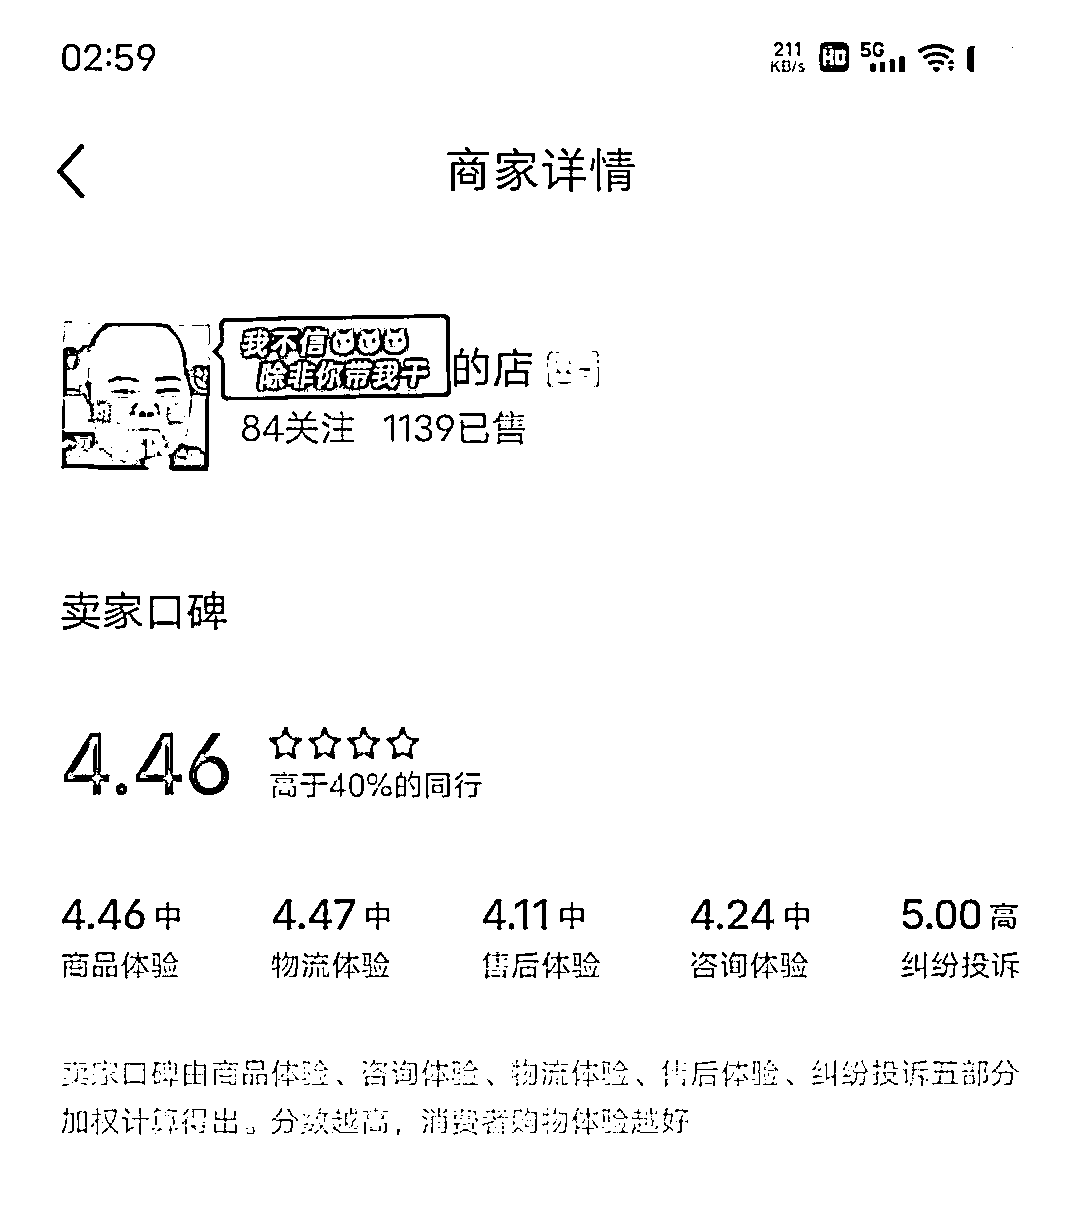 02:59
211
KB/s
HD
5G
商家详情
我不信
除非你带我干
的店
84关注 1139已售
卖家口碑
4.46
高于40%的同行
4.46 中 4.47 中 4.11 中 4.24 中 5.00 高
商品体验 物流体验 售后体验 咨询体验 纠纷投诉
卖家口碑由商品体验、咨询体验、物流体验、售后体验、纠纷投诉五部分
加权计算得出。分数越高，消费者购物体验越好